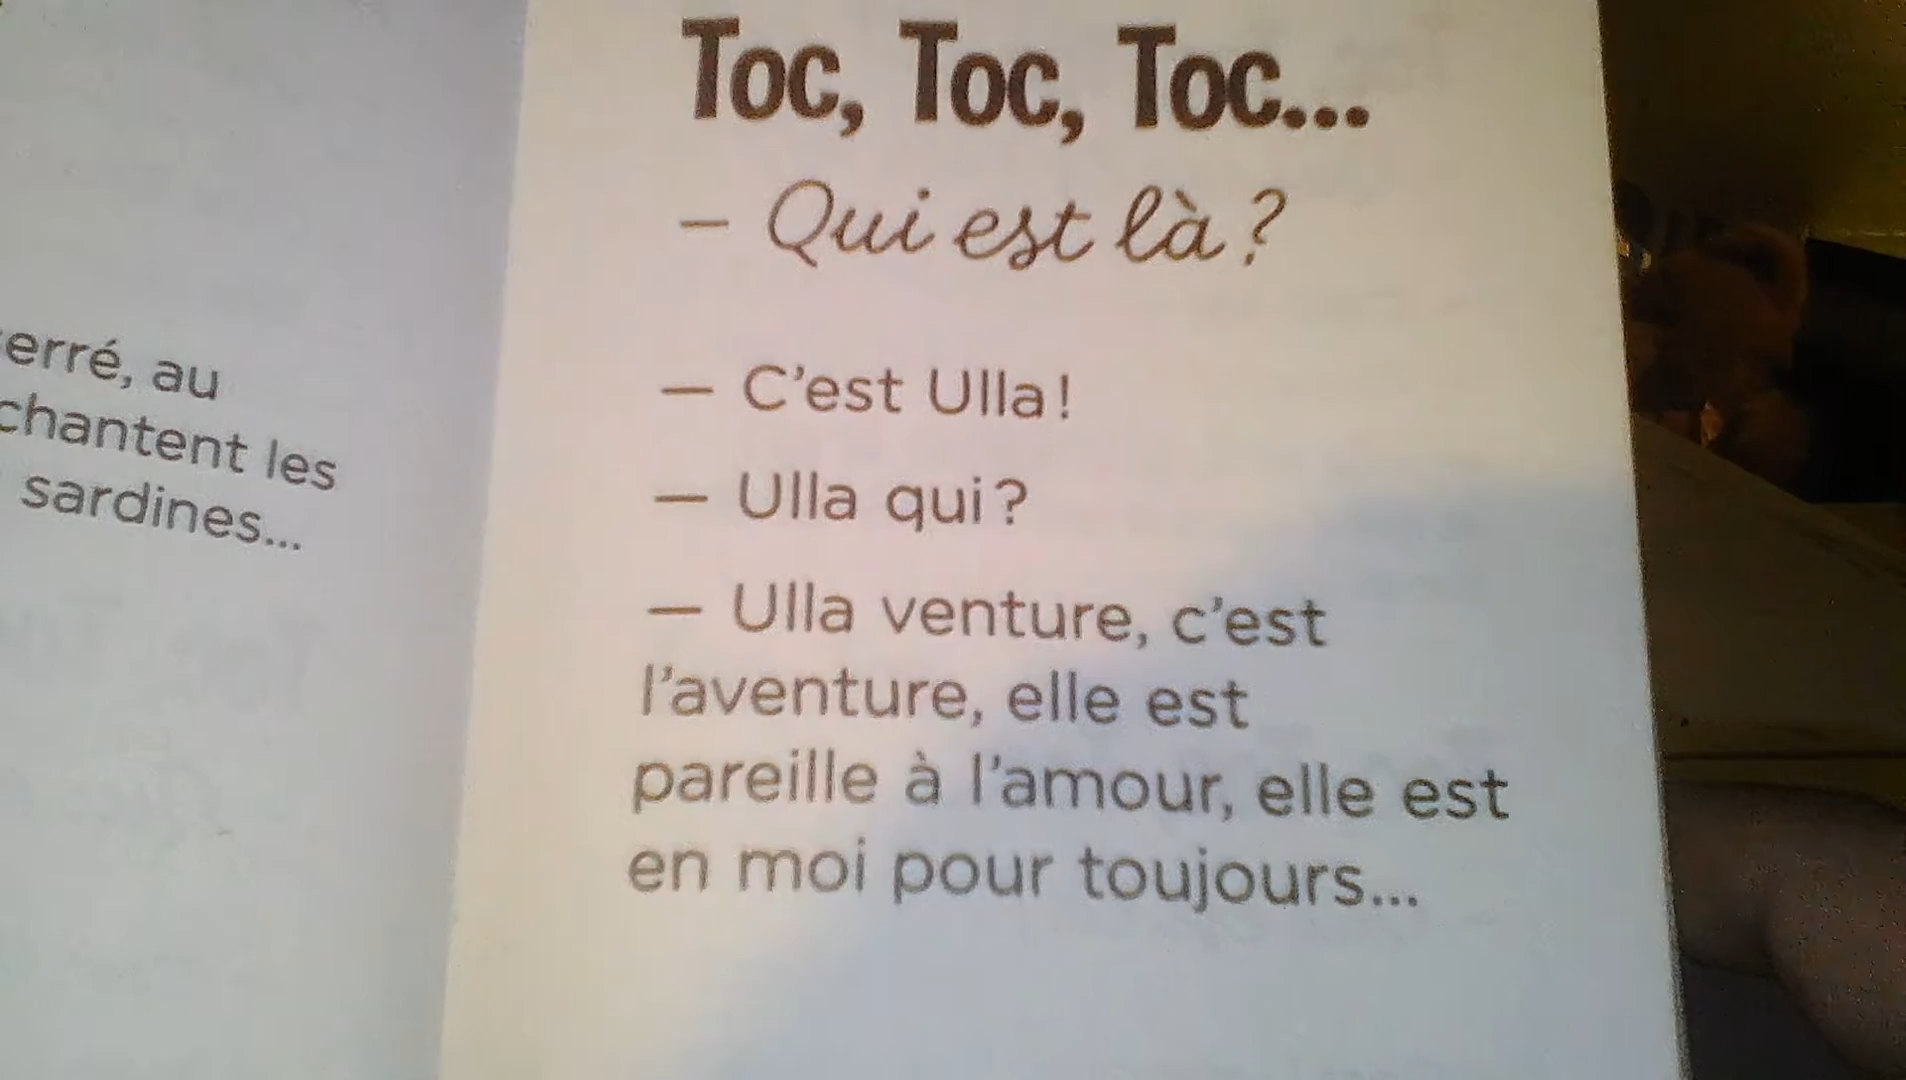 erré, au
chantent les
sardines...
Toc, Toc, Toc...
– Qui est là ?
— C'est Ulla !
— Ulla qui ?
— Ulla venture, c'est
l'aventure, elle est
pareille à l'amour, elle est
en moi pour toujours...